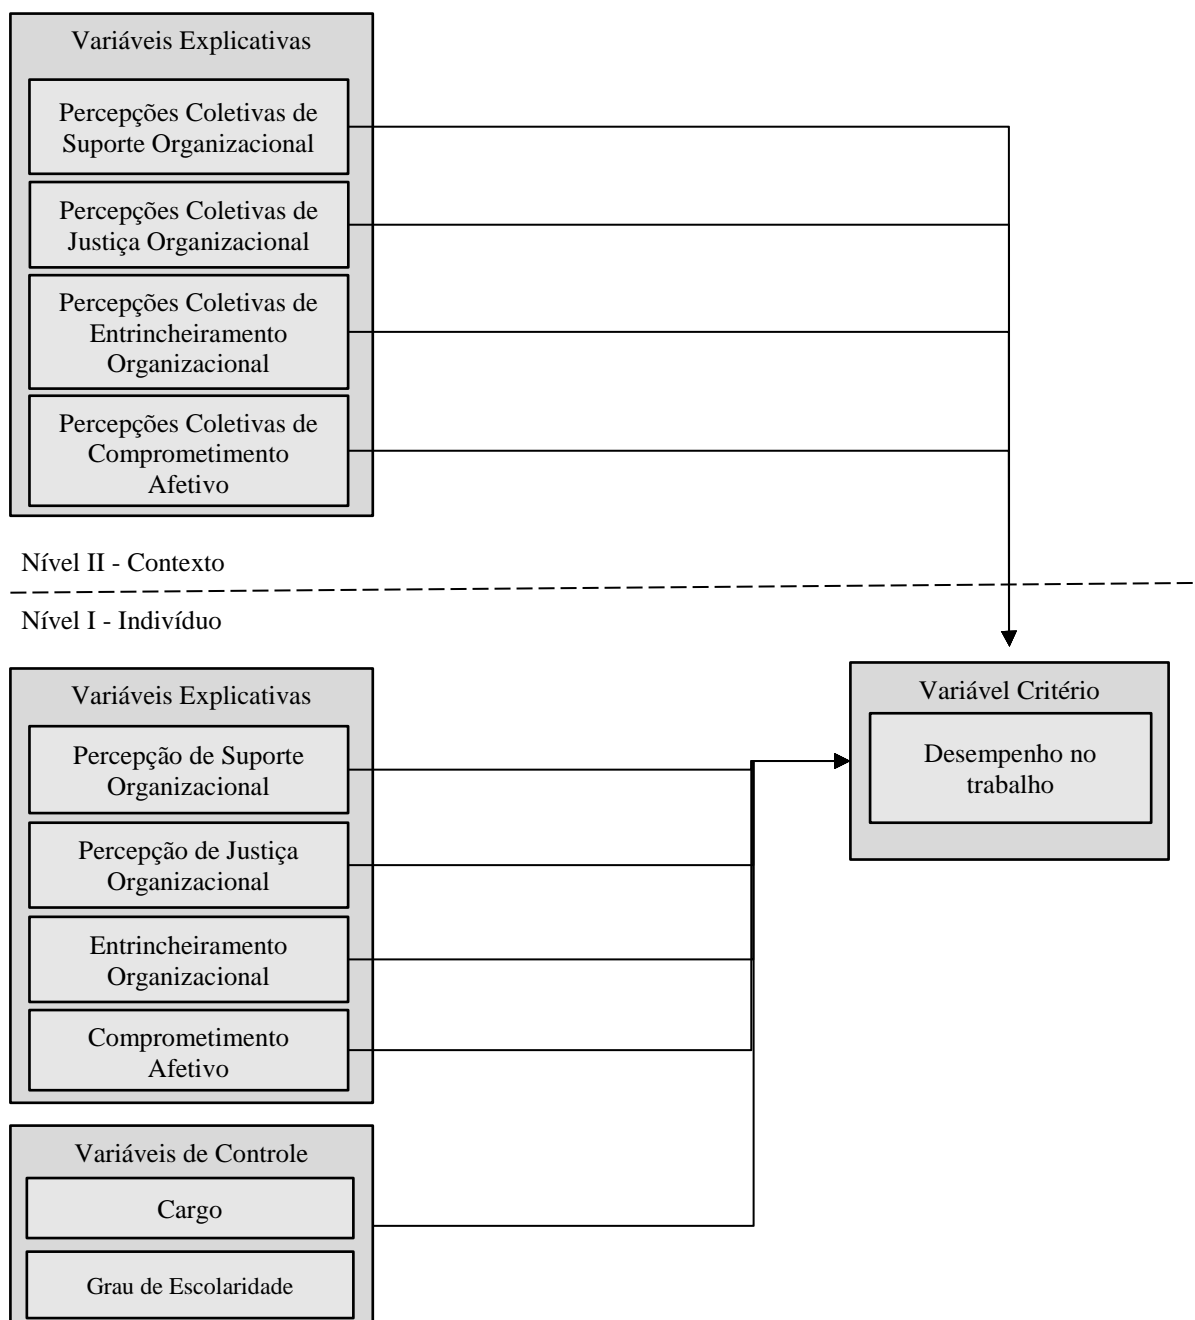 Variáveis Explicativas
Percepções Coletivas de
Suporte Organizacional
Percepções Coletivas de
Justiça Organizacional
Percepções Coletivas de
Entrincheiramento
Organizacional
Percepções Coletivas de
Comprometimento
Afetivo
Nível II - Contexto
Nível I - Indivíduo
Variáveis Explicativas
Percepção de Suporte
Organizacional
Percepção de Justiça
Organizacional
Entrincheiramento
Organizacional
Comprometimento
Afetivo
Variável Critério
Desempenho no
trabalho
Variáveis de Controle
Cargo
Grau de Escolaridade